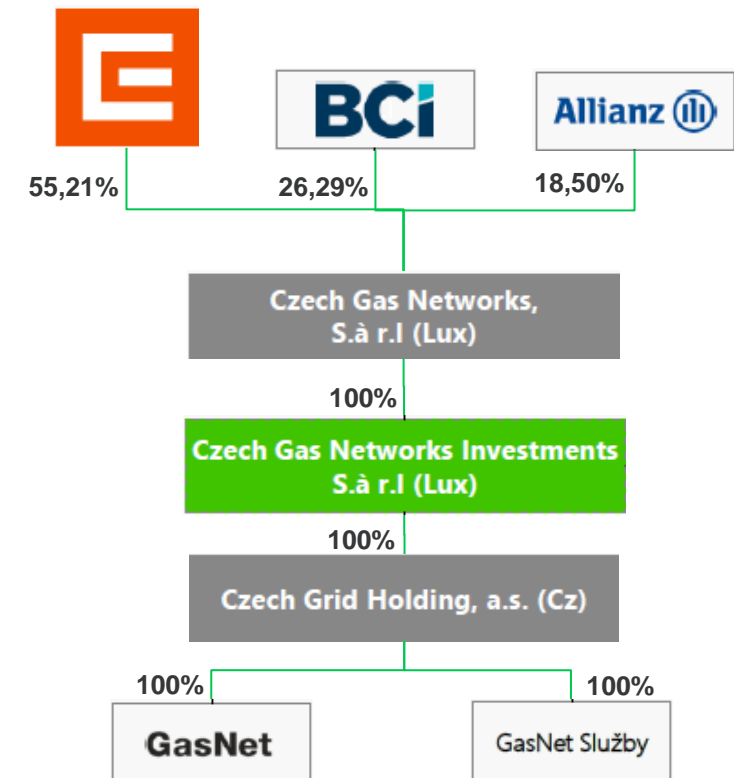 BCi
Allianz
55,21%
26,29%
18,50%
Czech Gas Networks,
S.à r.l (Lux)
100%
Czech Gas Networks Investments
S.à r.l (Lux)
100%
Czech Grid Holding, a.s. (Cz)
100%
100%
GasNet
GasNet Služby